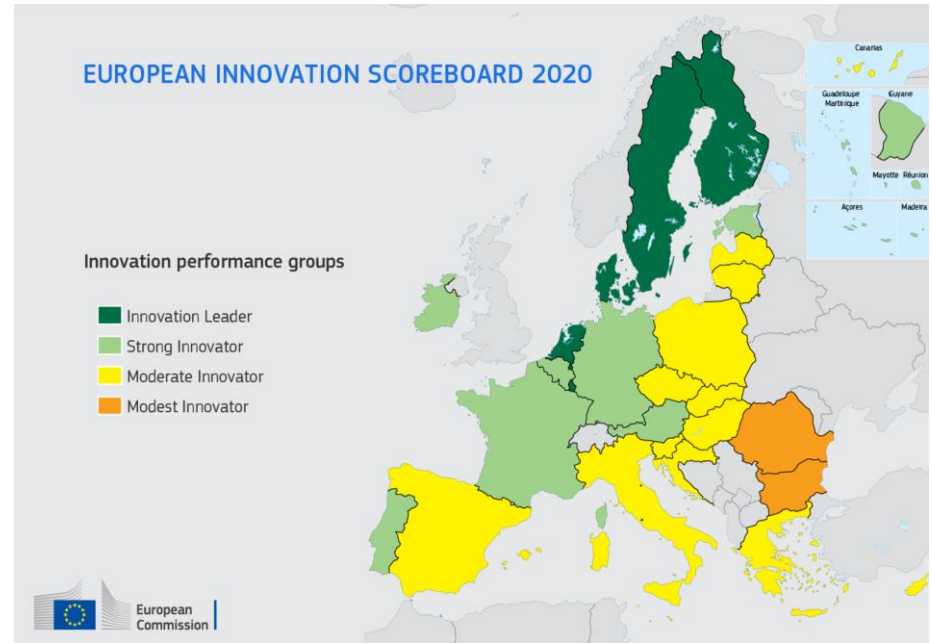 EUROPEAN INNOVATION SCOREBOARD 2020
Canarias
Guadeloupe
Martinique
Guyane
Mayotte
Réunion
Açores
Madeira
Innovation performance groups
Innovation Leader
Strong Innovator
Moderate Innovator
Modest Innovator
European
Commission